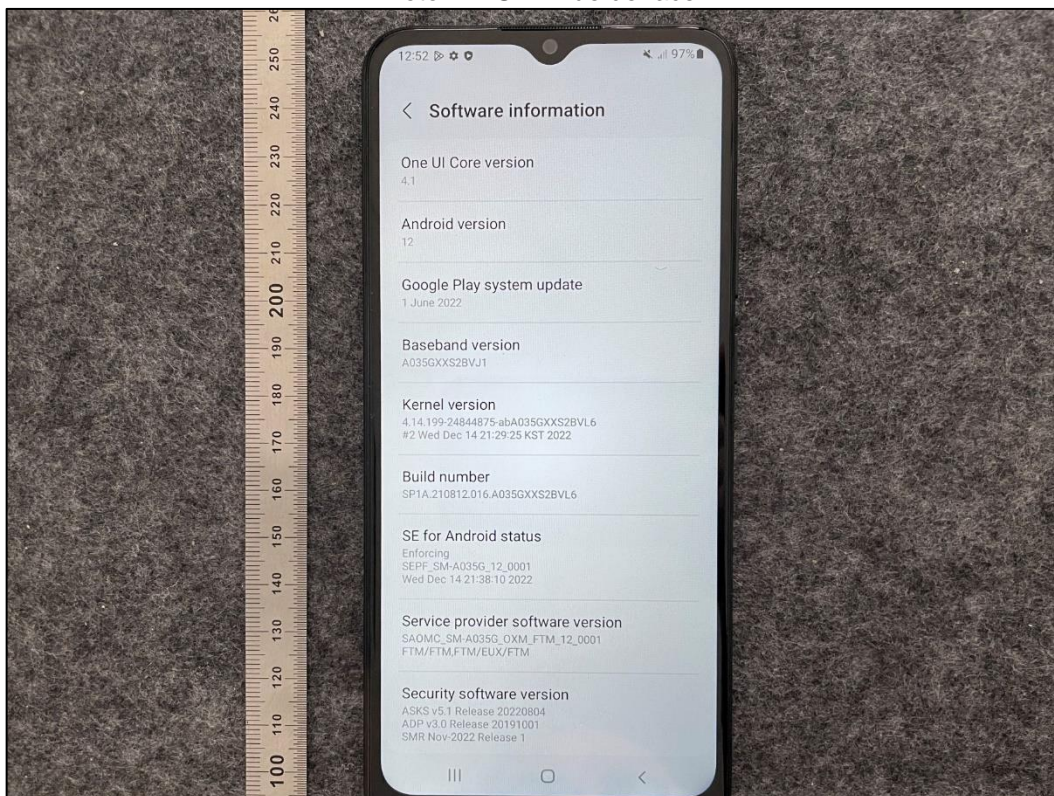 12:52
97%
Software information
One UI Core version
4.1
Android version
12
Google Play system update
1 June 2022
Baseband version
A035GXXS2BVJ1
Kernel version
4.14.199-24844875-abA035GXXS2BVL6
#2 Wed Dec 14 21:29:25 KST 2022
Build number
SP1A.210812.016.A035GXXS2BVL6
SE for Android status
Enforcing
SEPF_SM-A035G_12_0001
Wed Dec 14 21:38:10 2022
Service provider software version
SAOMC_SM-A035G_OXM_FTM_12_0001
FTM/FTM,FTM/EUX/FTM
Security software version
ASKS v5.1 Release 20220804
ADP v3.0 Release 20191001
SMR Nov-2022 Release 1
250
240
230
220
210
200
190
180
170
160
150
140
130
120
110
100